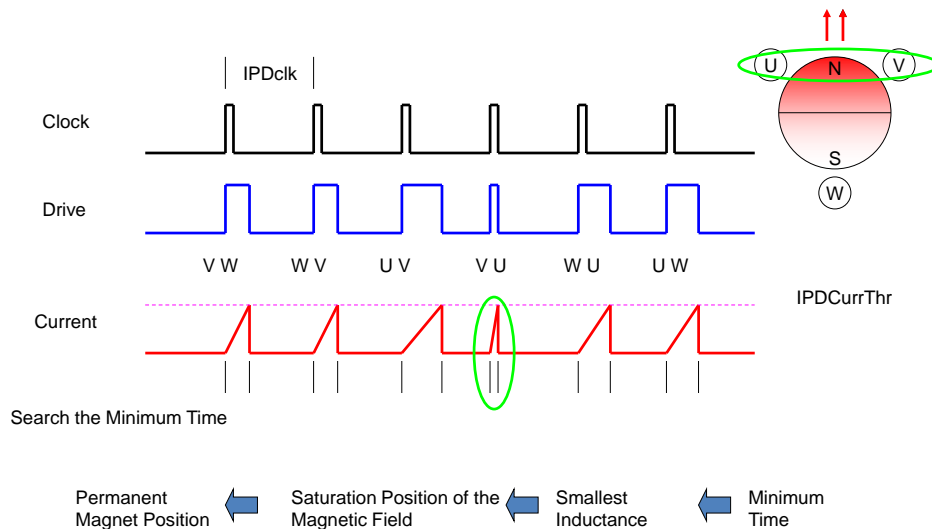 IPDclk
U
N
V
Clock
S
W
Drive
V W
W V
U V
V U
W U
U W
IPDCurrThr
Current
Search the Minimum Time
Permanent
Magnet Position
Saturation Position of the
Magnetic Field
Smallest
Inductance
Minimum
Time